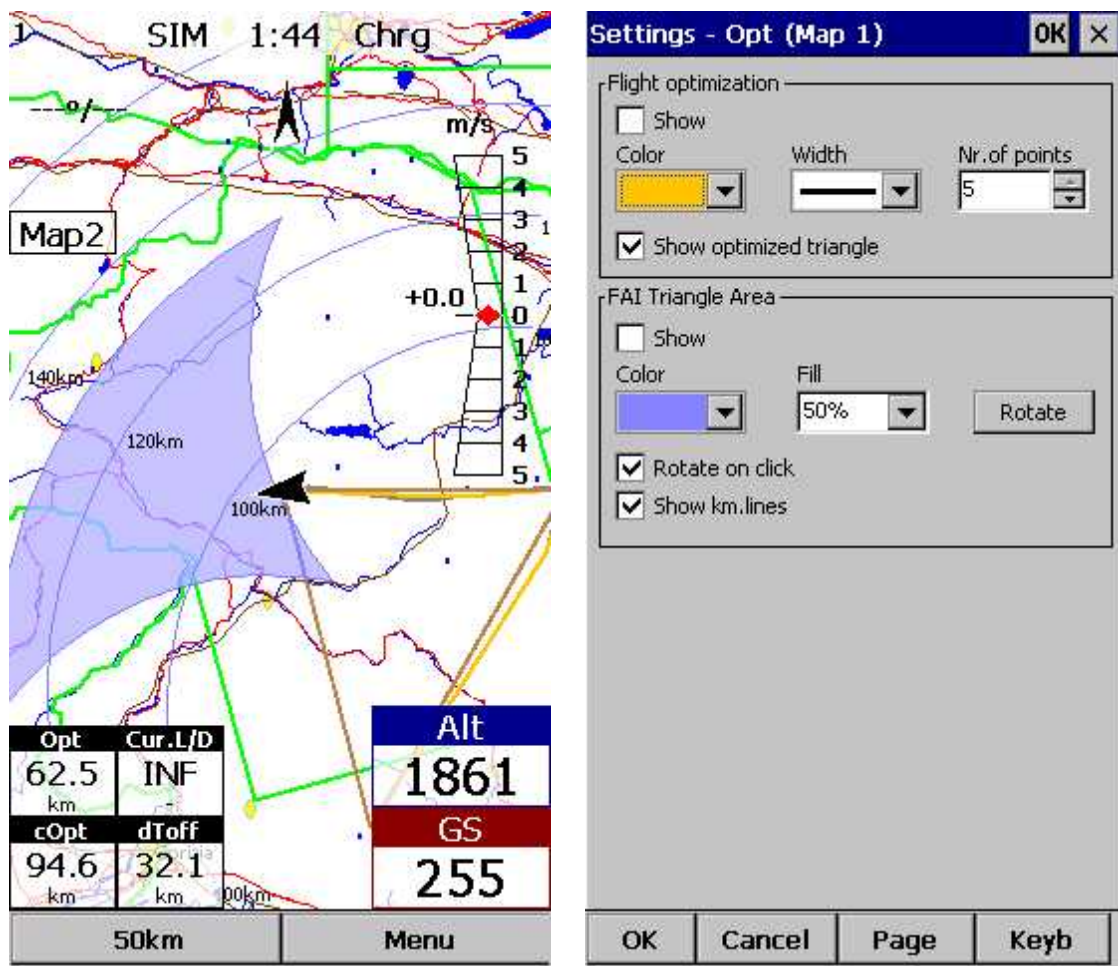 1 SIM 1:44 Chrg
---°/---
m/s
5
4
Map2
3
1
2
1
+0.0
0
1
140km
2
3
120km
4
5
100km
Opt Cur.L/D
62.5 INF
km -
cOpt dToff
94.6 32.1
km km
Alt
1861
GS
255
00km
50km Menu
Settings - Opt (Map 1) OK ×
Flight optimization
Show
Color Width Nr.of points
5
Show optimized triangle
FAI Triangle Area
Show
Color Fill
50% Rotate
Rotate on click
Show km.lines
OK Cancel Page Keyb